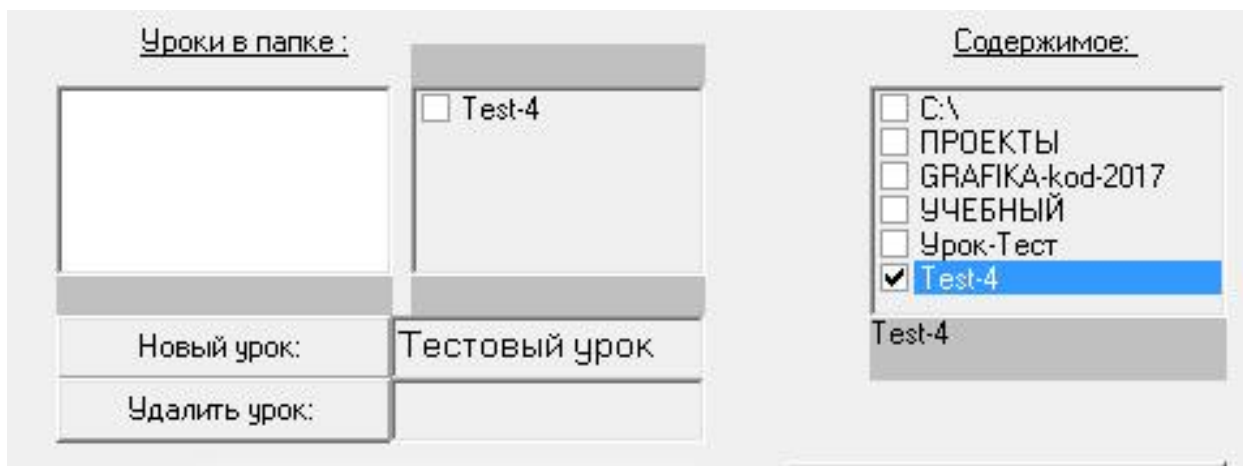 Уроки в папке :
Содержимое:
Test-4
C:\
ПРОЕКТЫ
GRAFIKA-kod-2017
УЧЕБНЫЙ
Урок-Тест
Test-4
Test-4
Новый урок:
Тестовый урок
Удалить урок: